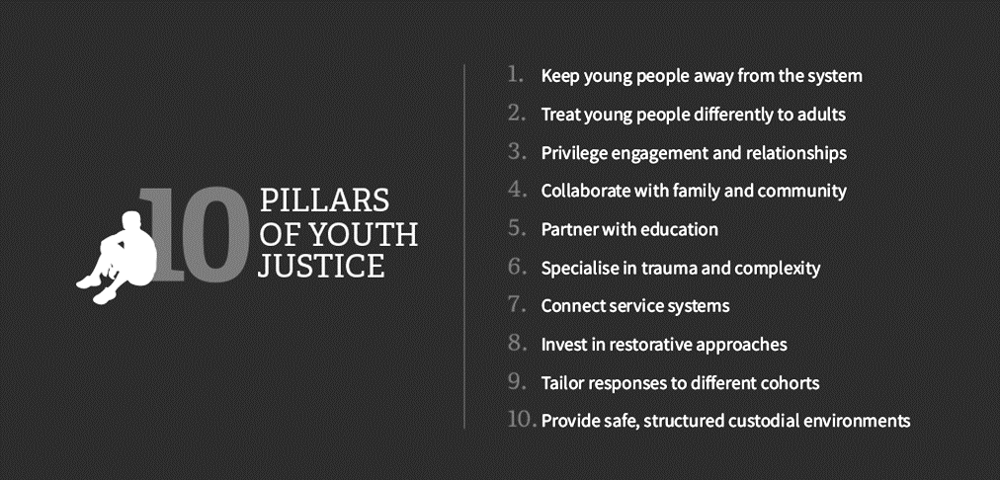 10
PILLARS
OF YOUTH
JUSTICE
1. Keep young people away from the system
2. Treat young people differently to adults
3. Privilege engagement and relationships
4. Collaborate with family and community
5. Partner with education
6. Specialise in trauma and complexity
7. Connect service systems
8. Invest in restorative approaches
9. Tailor responses to different cohorts
10. Provide safe, structured custodial environments